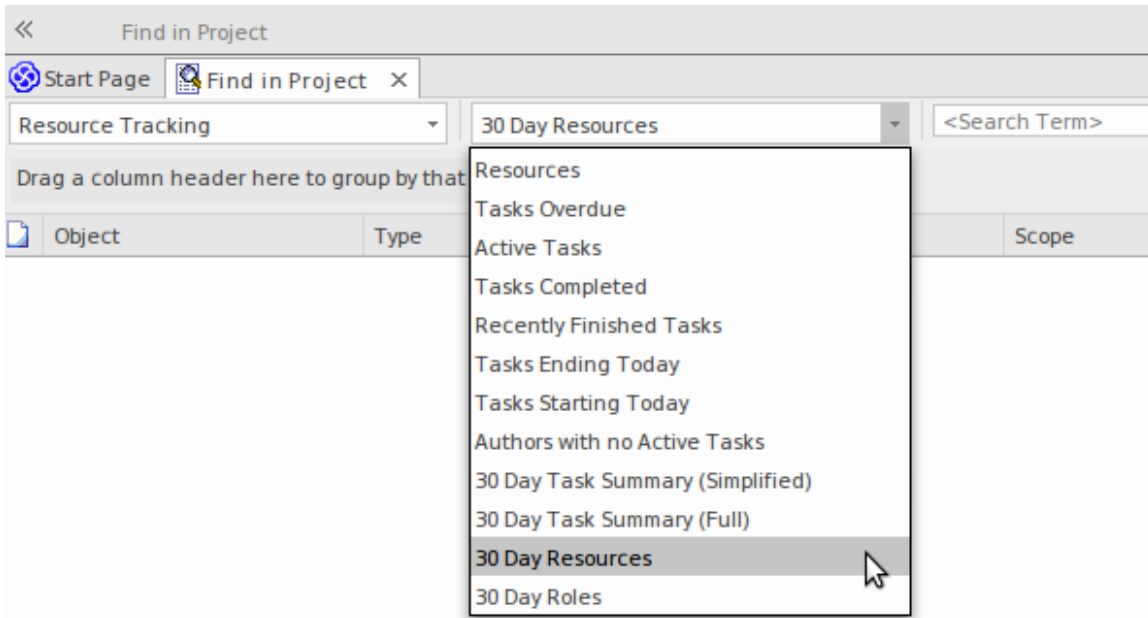 Find in Project
Start Page Find in Project
Resource Tracking 30 Day Resources <Search Term>
Drag a column header here to group by that
Object Type Scope
Resources
Tasks Overdue
Active Tasks
Tasks Completed
Recently Finished Tasks
Tasks Ending Today
Tasks Starting Today
Authors with no Active Tasks
30 Day Task Summary (Simplified)
30 Day Task Summary (Full)
30 Day Resources
30 Day Roles